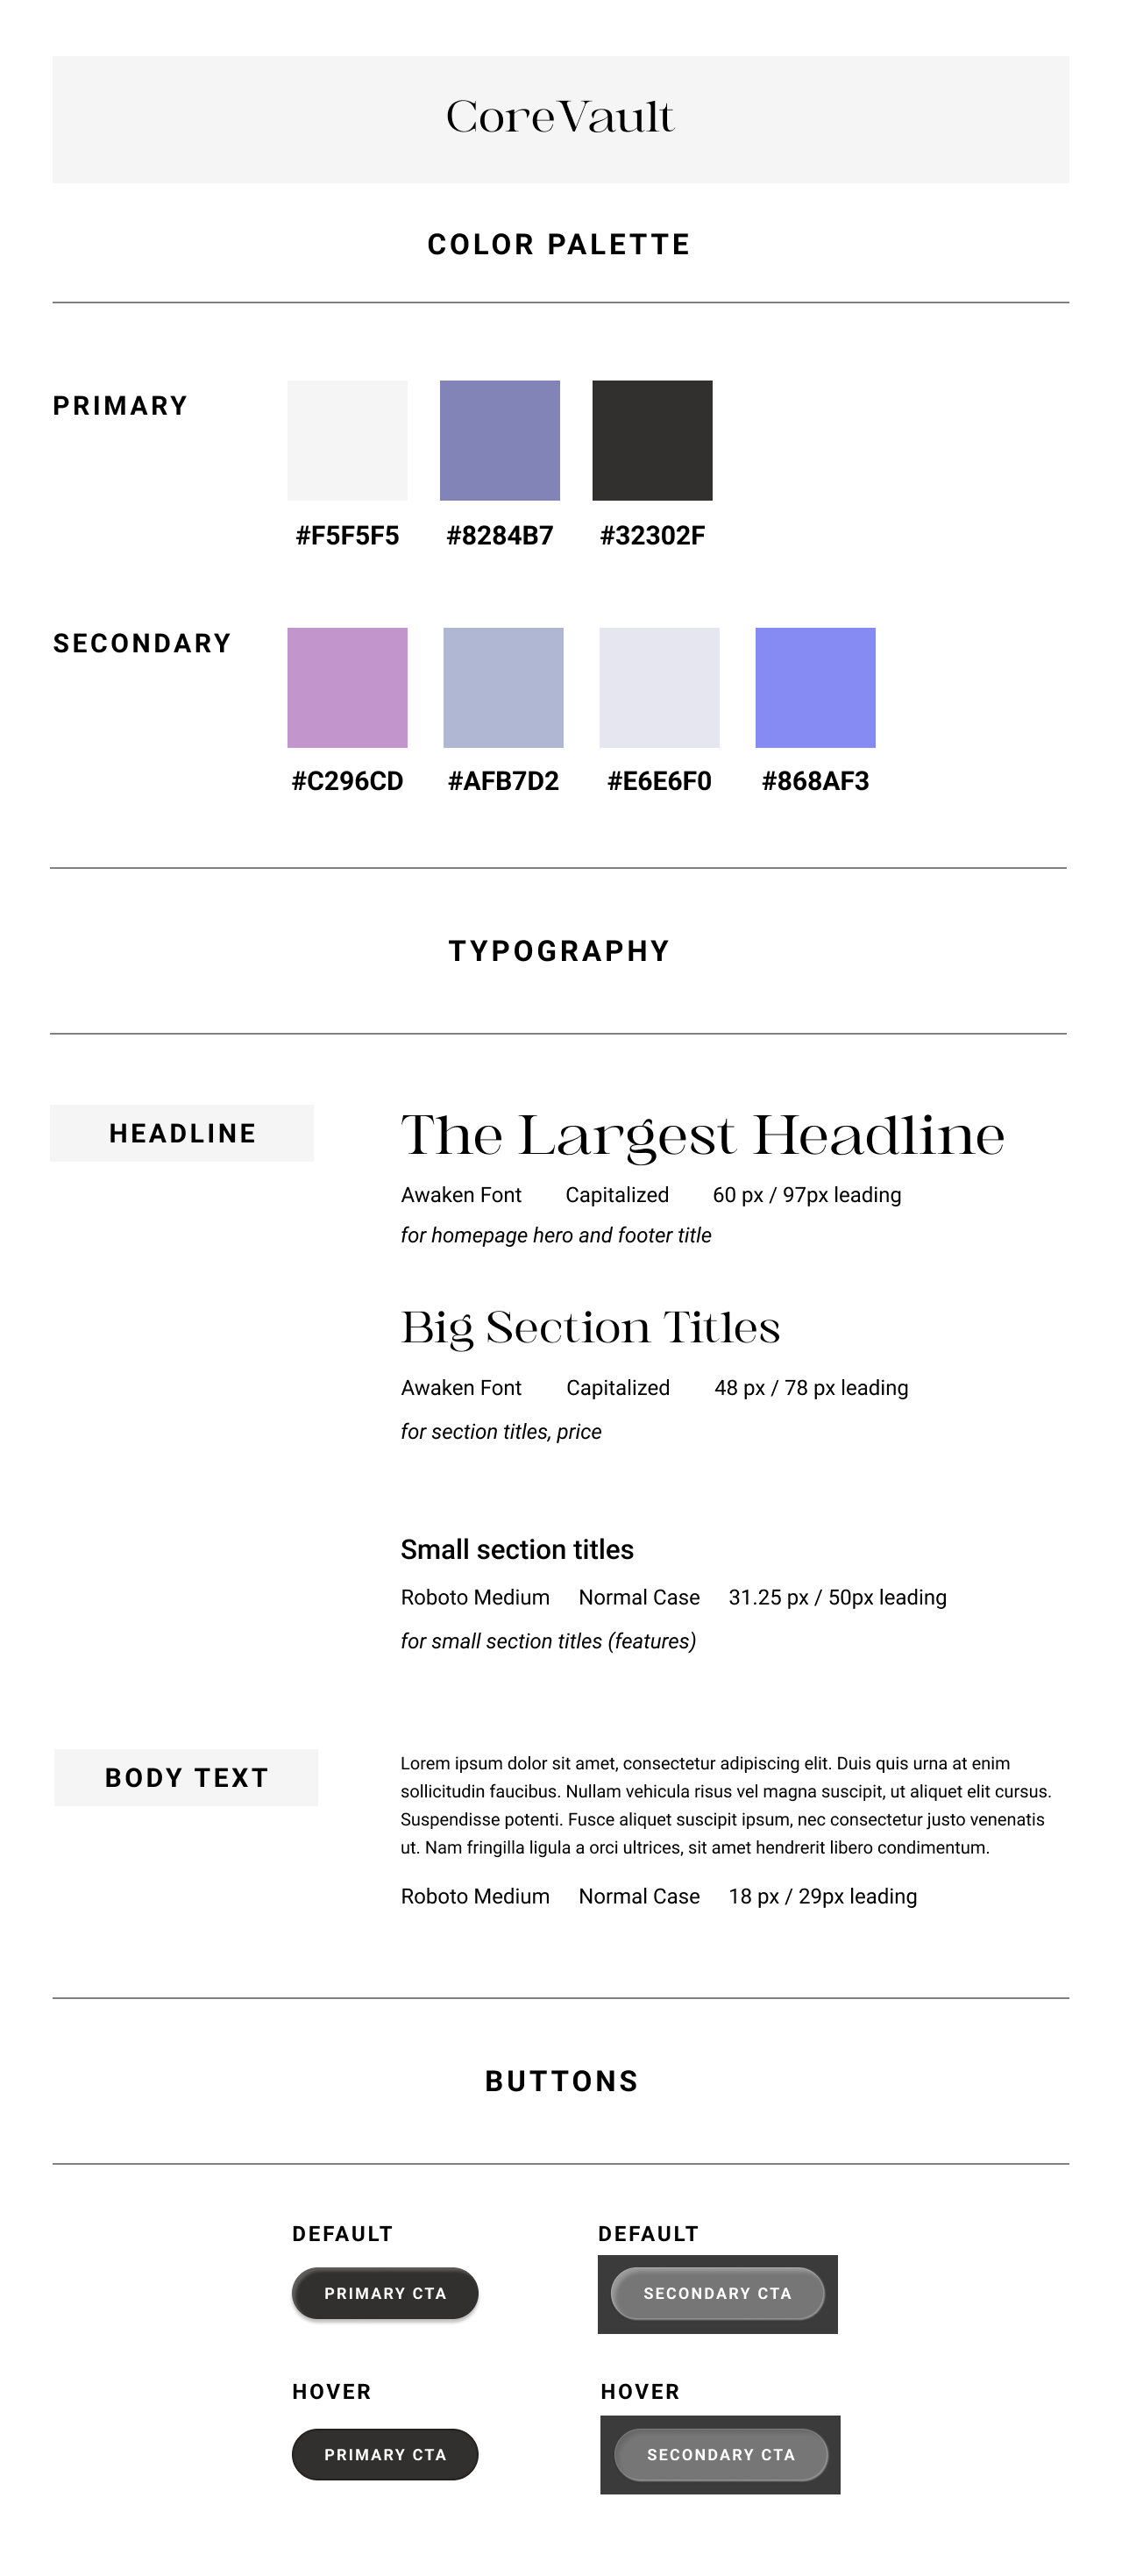 CoreVault
COLOR PALETTE
PRIMARY
#F5F5F5 #8284B7 #32302F
SECONDARY
#C296CD #AFB7D2 #E6E6F0 #868AF3
TYPOGRAPHY
HEADLINE
The Largest Headline
Awaken Font Capitalized 60 px / 97px leading
for homepage hero and footer title
Big Section Titles
Awaken Font Capitalized 48 px / 78 px leading
for section titles, price
Small section titles
Roboto Medium Normal Case 31.25 px / 50px leading
for small section titles (features)
BODY TEXT
Lorem ipsum dolor sit amet, consectetur adipiscing elit. Duis quis urna at enim
sollicitudin faucibus. Nullam vehicula risus vel magna suscipit, ut aliquet elit cursus.
Suspendisse potenti. Fusce aliquet suscipit ipsum, nec consectetur justo venenatis
ut. Nam fringilla ligula a orci ultrices, sit amet hendrerit libero condimentum.
Roboto Medium Normal Case 18 px / 29px leading
BUTTONS
DEFAULT DEFAULT
PRIMARY CTA SECONDARY CTA
HOVER HOVER
PRIMARY CTA SECONDARY CTA